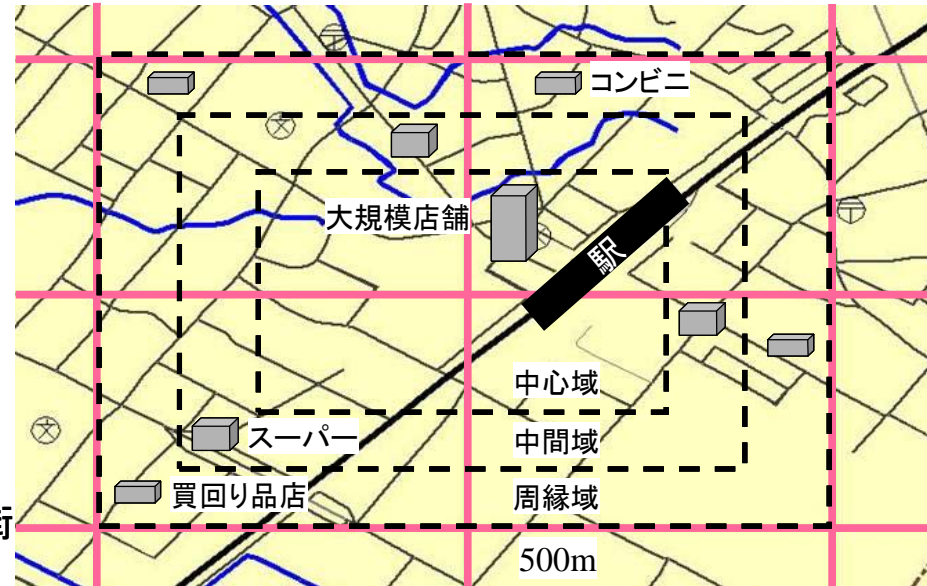 コンビニ
大規模店舗
駅
中心域
スーパー
中間域
買回り品店
周縁域
街
500m